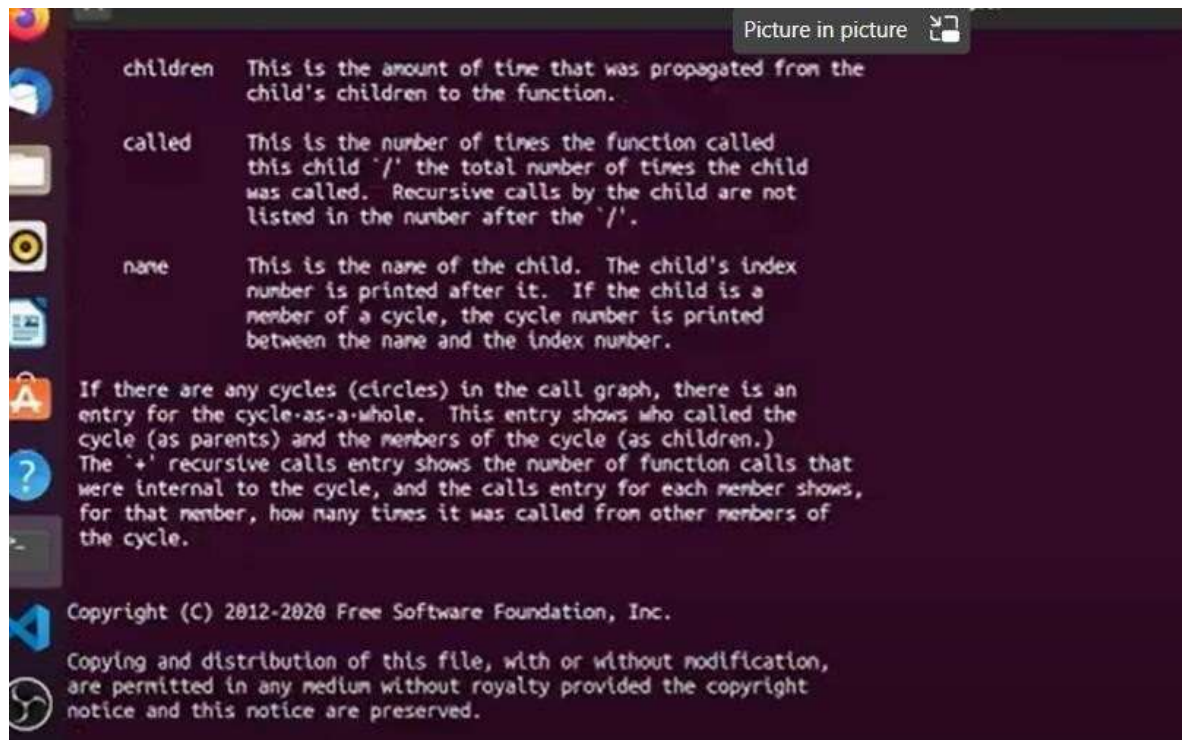 Picture in picture
children This is the amount of time that was propagated from the
child's children to the function.
called This is the number of times the function called
this child `/' the total number of times the child
was called. Recursive calls by the child are not
listed in the number after the `/'.
name This is the name of the child. The child's index
number is printed after it. If the child is a
member of a cycle, the cycle number is printed
between the name and the index number.
If there are any cycles (circles) in the call graph, there is an
entry for the cycle-as-a-whole. This entry shows who called the
cycle (as parents) and the members of the cycle (as children.)
The `+' recursive calls entry shows the number of function calls that
were internal to the cycle, and the calls entry for each member shows,
for that member, how many times it was called from other members of
the cycle.
Copyright (C) 2012-2020 Free Software Foundation, Inc.
Copying and distribution of this file, with or without modification,
are permitted in any medium without royalty provided the copyright
notice and this notice are preserved.